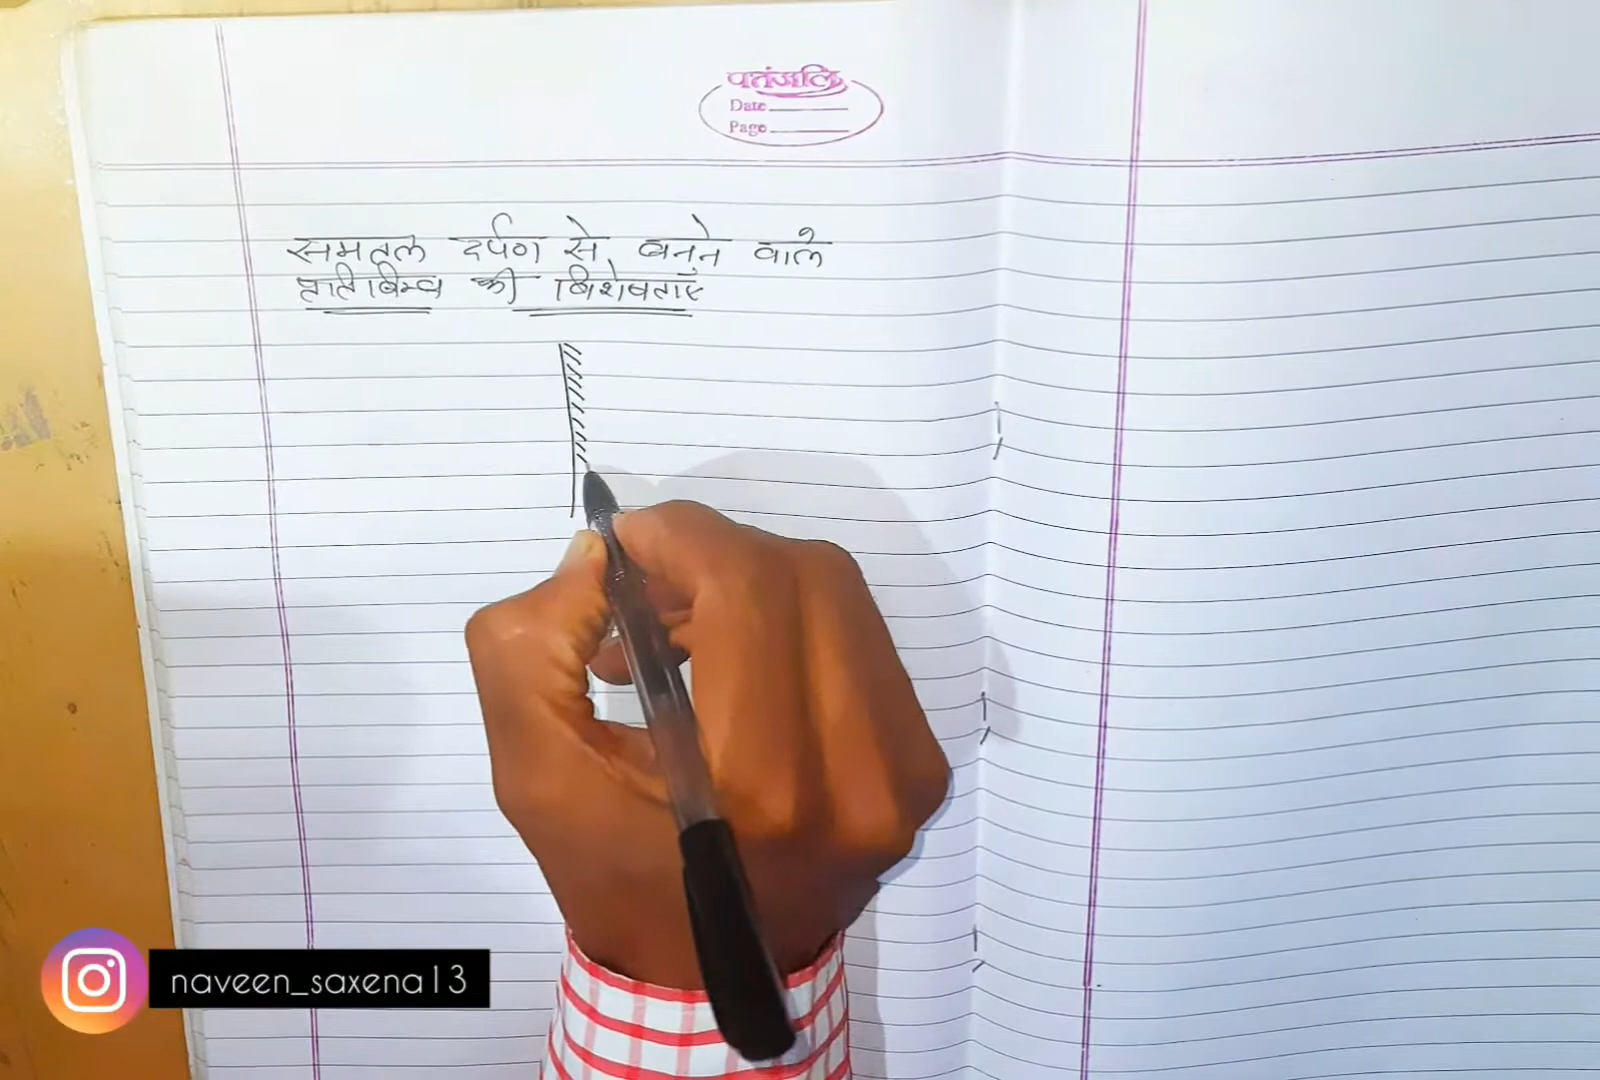 पतंजलि
Date
Page
समतल दर्पण से बनने वाले
प्रतिबिम्ब की बिशेषताएँ
naveen_saxena13